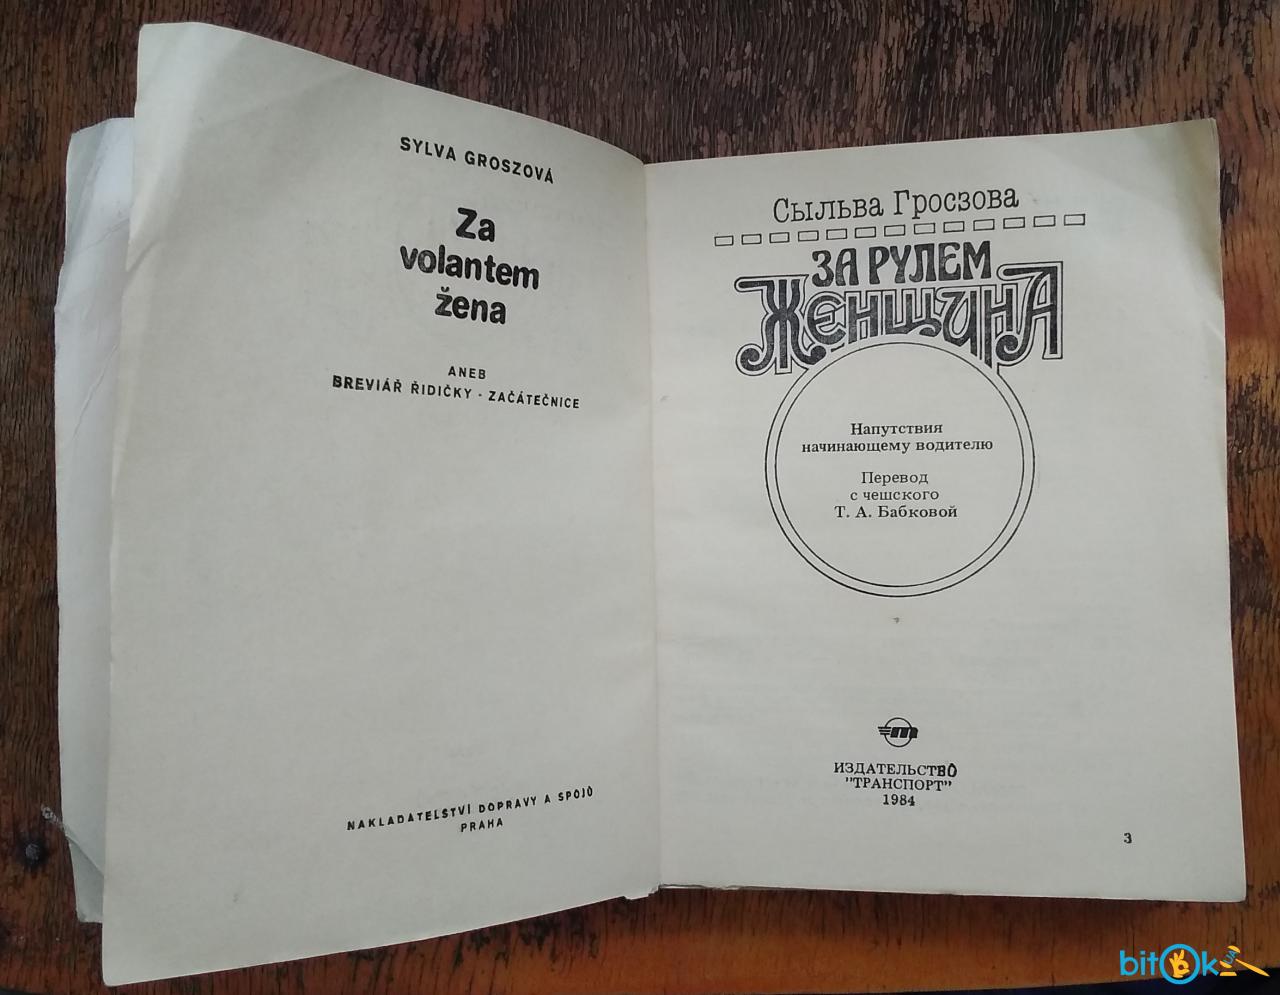 SYLVA GROSZOVÁ
Za
volantem
žena
ANEB
BREVIÁŘ ŘIDIČKY - ZAČÁTEČNICE
NAKLADATELSTVÍ DOPRAVY A SPOJŮ
PRAHA
Сыльва Гросзова
ЗА РУЛЕМ
ЖЕНЩИНА
Напутствия
начинающему водителю
Перевод
с чешского
Т. А. Бабковой
т
ИЗДАТЕЛЬСТВО
"ТРАНСПОРТ"
1984
3
bitOk UA